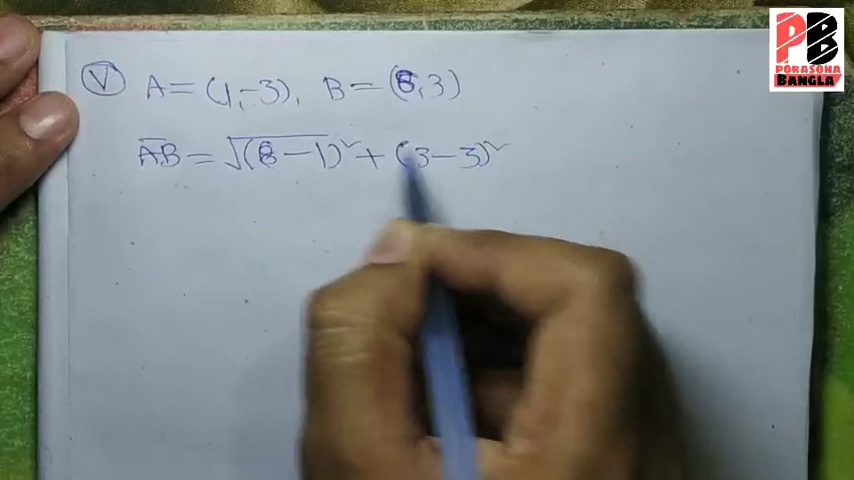 PB
PORASONA
BANGLA
V A = (1, -3), B = (8, 3)
AB = √(8 - 1)² + (3 - 3)²